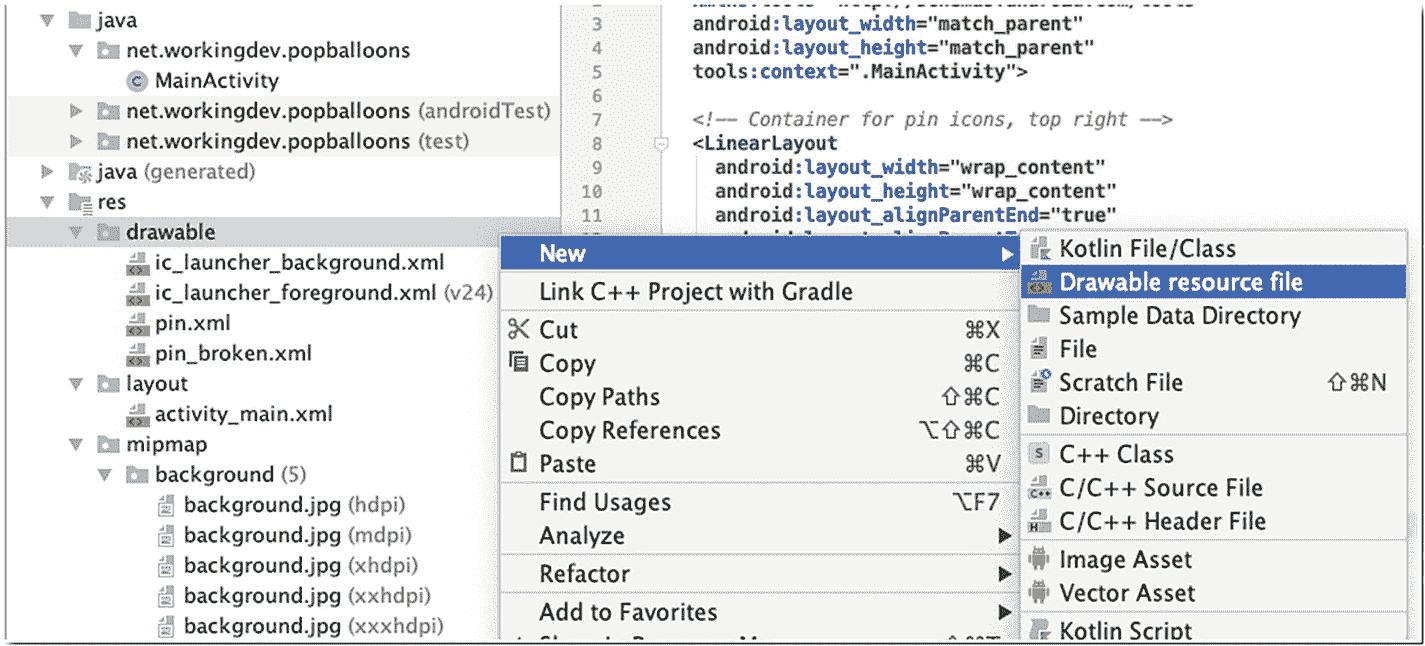 java
net.workingdev.popballoons
MainActivity
net.workingdev.popballoons (androidTest)
net.workingdev.popballoons (test)
java (generated)
res
drawable
ic_launcher_background.xml
ic_launcher_foreground.xml (v24)
pin.xml
pin_broken.xml
layout
activity_main.xml
mipmap
background (5)
background.jpg (hdpi)
background.jpg (mdpi)
background.jpg (xhdpi)
background.jpg (xxhdpi)
background.jpg (xxxhdpi)
3 android:layout_width="match_parent"
4 android:layout_height="match_parent"
5 tools:context=".MainActivity">
6
7 <!-- Container for pin icons, top right -->
8 <LinearLayout
9 android:layout_width="wrap_content"
10 android:layout_height="wrap_content"
11 android:layout_alignParentEnd="true"
New
Link C++ Project with Gradle
Cut ⌘X
Copy ⌘C
Copy Paths ⇧⌘C
Copy References ⌥⇧⌘C
Paste ⌘V
Find Usages ⌥F7
Analyze
Refactor
Add to Favorites
Kotlin File/Class
Drawable resource file
Sample Data Directory
File
Scratch File ⇧⌘N
Directory
S C++ Class
C++ C/C++ Source File
H C/C++ Header File
Image Asset
Vector Asset
Kotlin Script